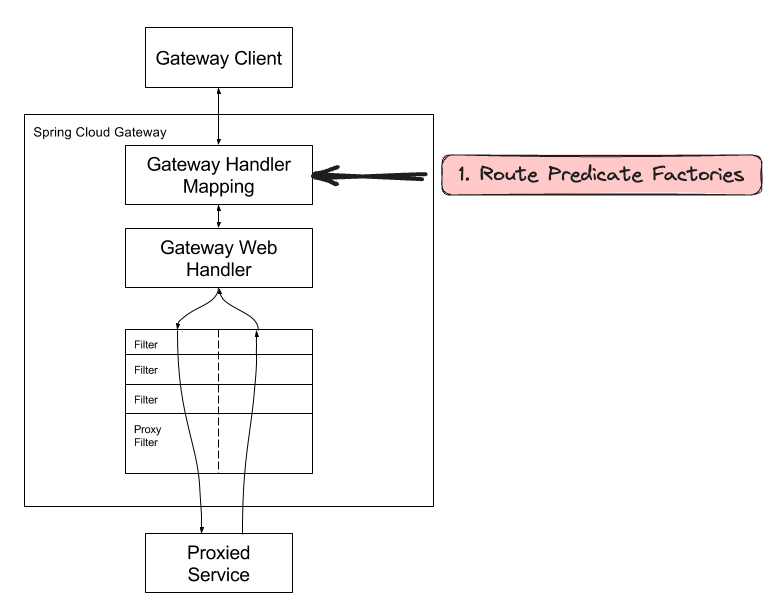 Gateway Client
Spring Cloud Gateway
Gateway Handler
Mapping
1. Route Predicate Factories
Gateway Web
Handler
Filter
Filter
Filter
Proxy
Filter
Proxied
Service